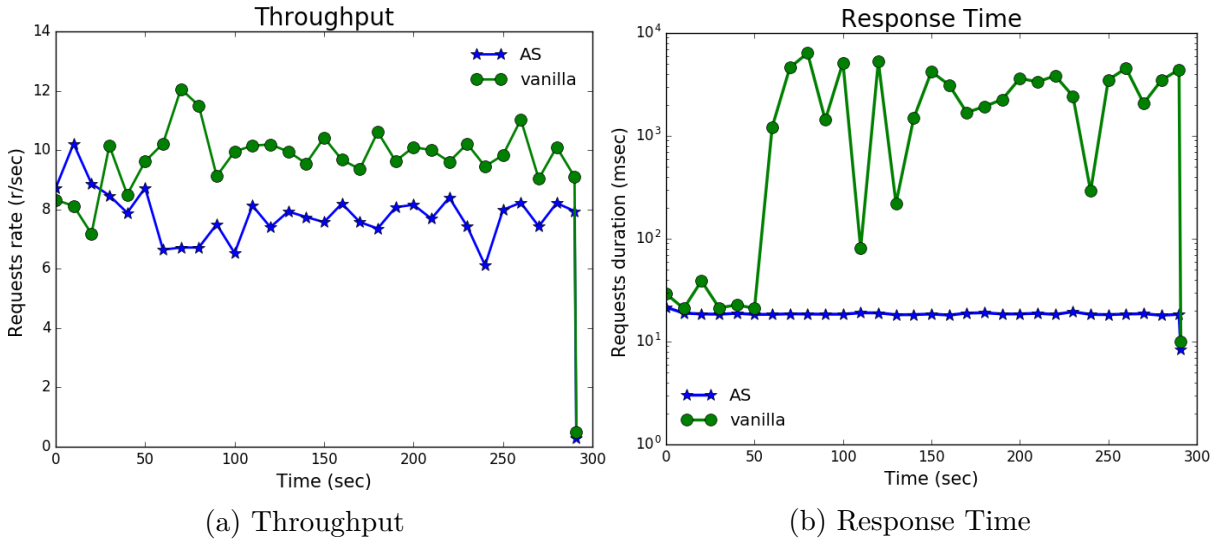 Throughput
Requests rate (r/sec)
14
12
10
8
6
4
2
0
AS
vanilla
0 50 100 150 200 250 300
Time (sec)
(a) Throughput
Response Time
Requests duration (msec)
10^4
10^3
10^2
10^1
10^0
AS
vanilla
0 50 100 150 200 250 300
Time (sec)
(b) Response Time